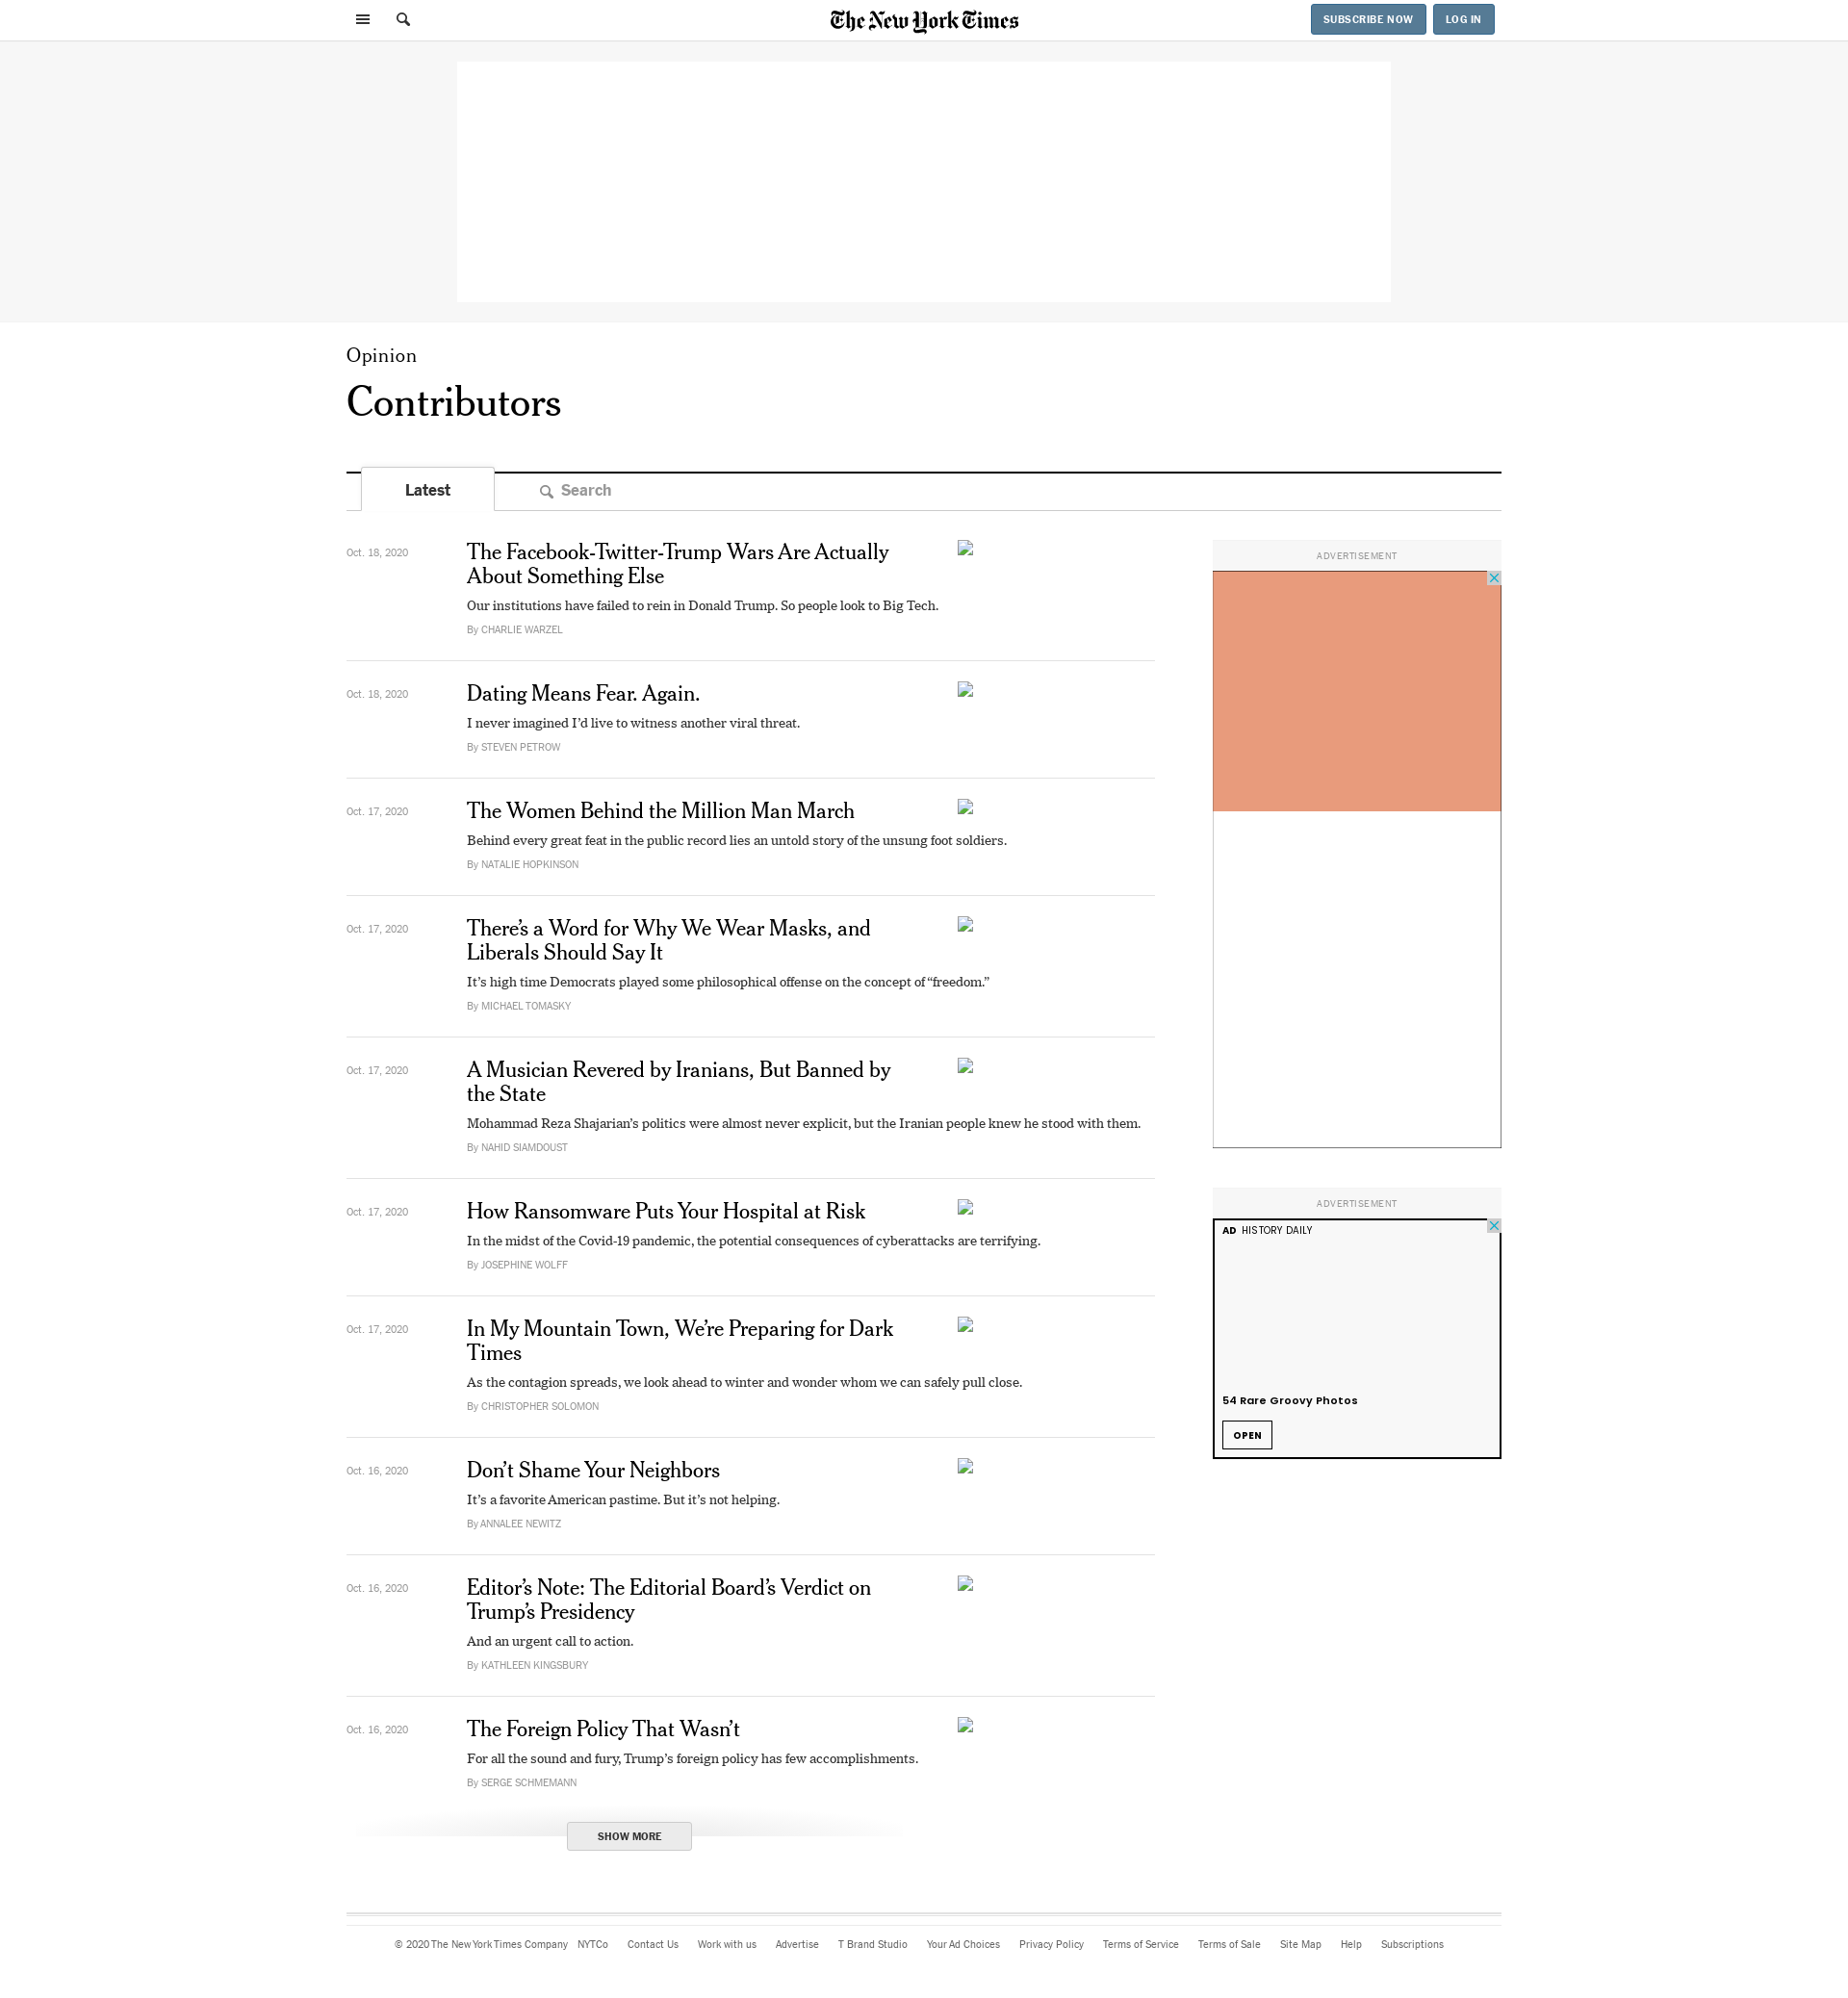 The New York Times
SUBSCRIBE NOW
LOG IN
Opinion
Contributors
Latest
Search
Oct. 18, 2020
The Facebook-Twitter-Trump Wars Are Actually
About Something Else
Our institutions have failed to rein in Donald Trump. So people look to Big Tech.
By CHARLIE WARZEL
Oct. 18, 2020
Dating Means Fear. Again.
I never imagined I’d live to witness another viral threat.
By STEVEN PETROW
Oct. 17, 2020
The Women Behind the Million Man March
Behind every great feat in the public record lies an untold story of the unsung foot soldiers.
By NATALIE HOPKINSON
Oct. 17, 2020
There’s a Word for Why We Wear Masks, and
Liberals Should Say It
It’s high time Democrats played some philosophical offense on the concept of “freedom.”
By MICHAEL TOMASKY
Oct. 17, 2020
A Musician Revered by Iranians, But Banned by
the State
Mohammad Reza Shajarian’s politics were almost never explicit, but the Iranian people knew he stood with them.
By NAHID SIAMDOUST
Oct. 17, 2020
How Ransomware Puts Your Hospital at Risk
In the midst of the Covid-19 pandemic, the potential consequences of cyberattacks are terrifying.
By JOSEPHINE WOLFF
Oct. 17, 2020
In My Mountain Town, We’re Preparing for Dark
Times
As the contagion spreads, we look ahead to winter and wonder whom we can safely pull close.
By CHRISTOPHER SOLOMON
Oct. 16, 2020
Don’t Shame Your Neighbors
It’s a favorite American pastime. But it’s not helping.
By ANNALEE NEWITZ
Oct. 16, 2020
Editor’s Note: The Editorial Board’s Verdict on
Trump’s Presidency
And an urgent call to action.
By KATHLEEN KINGSBURY
Oct. 16, 2020
The Foreign Policy That Wasn’t
For all the sound and fury, Trump’s foreign policy has few accomplishments.
By SERGE SCHMEMANN
SHOW MORE
ADVERTISEMENT
ADVERTISEMENT
AD HISTORY DAILY
54 Rare Groovy Photos
OPEN
© 2020 The New York Times Company NYTCo Contact Us Work with us Advertise T Brand Studio Your Ad Choices Privacy Policy Terms of Service Terms of Sale Site Map Help Subscriptions